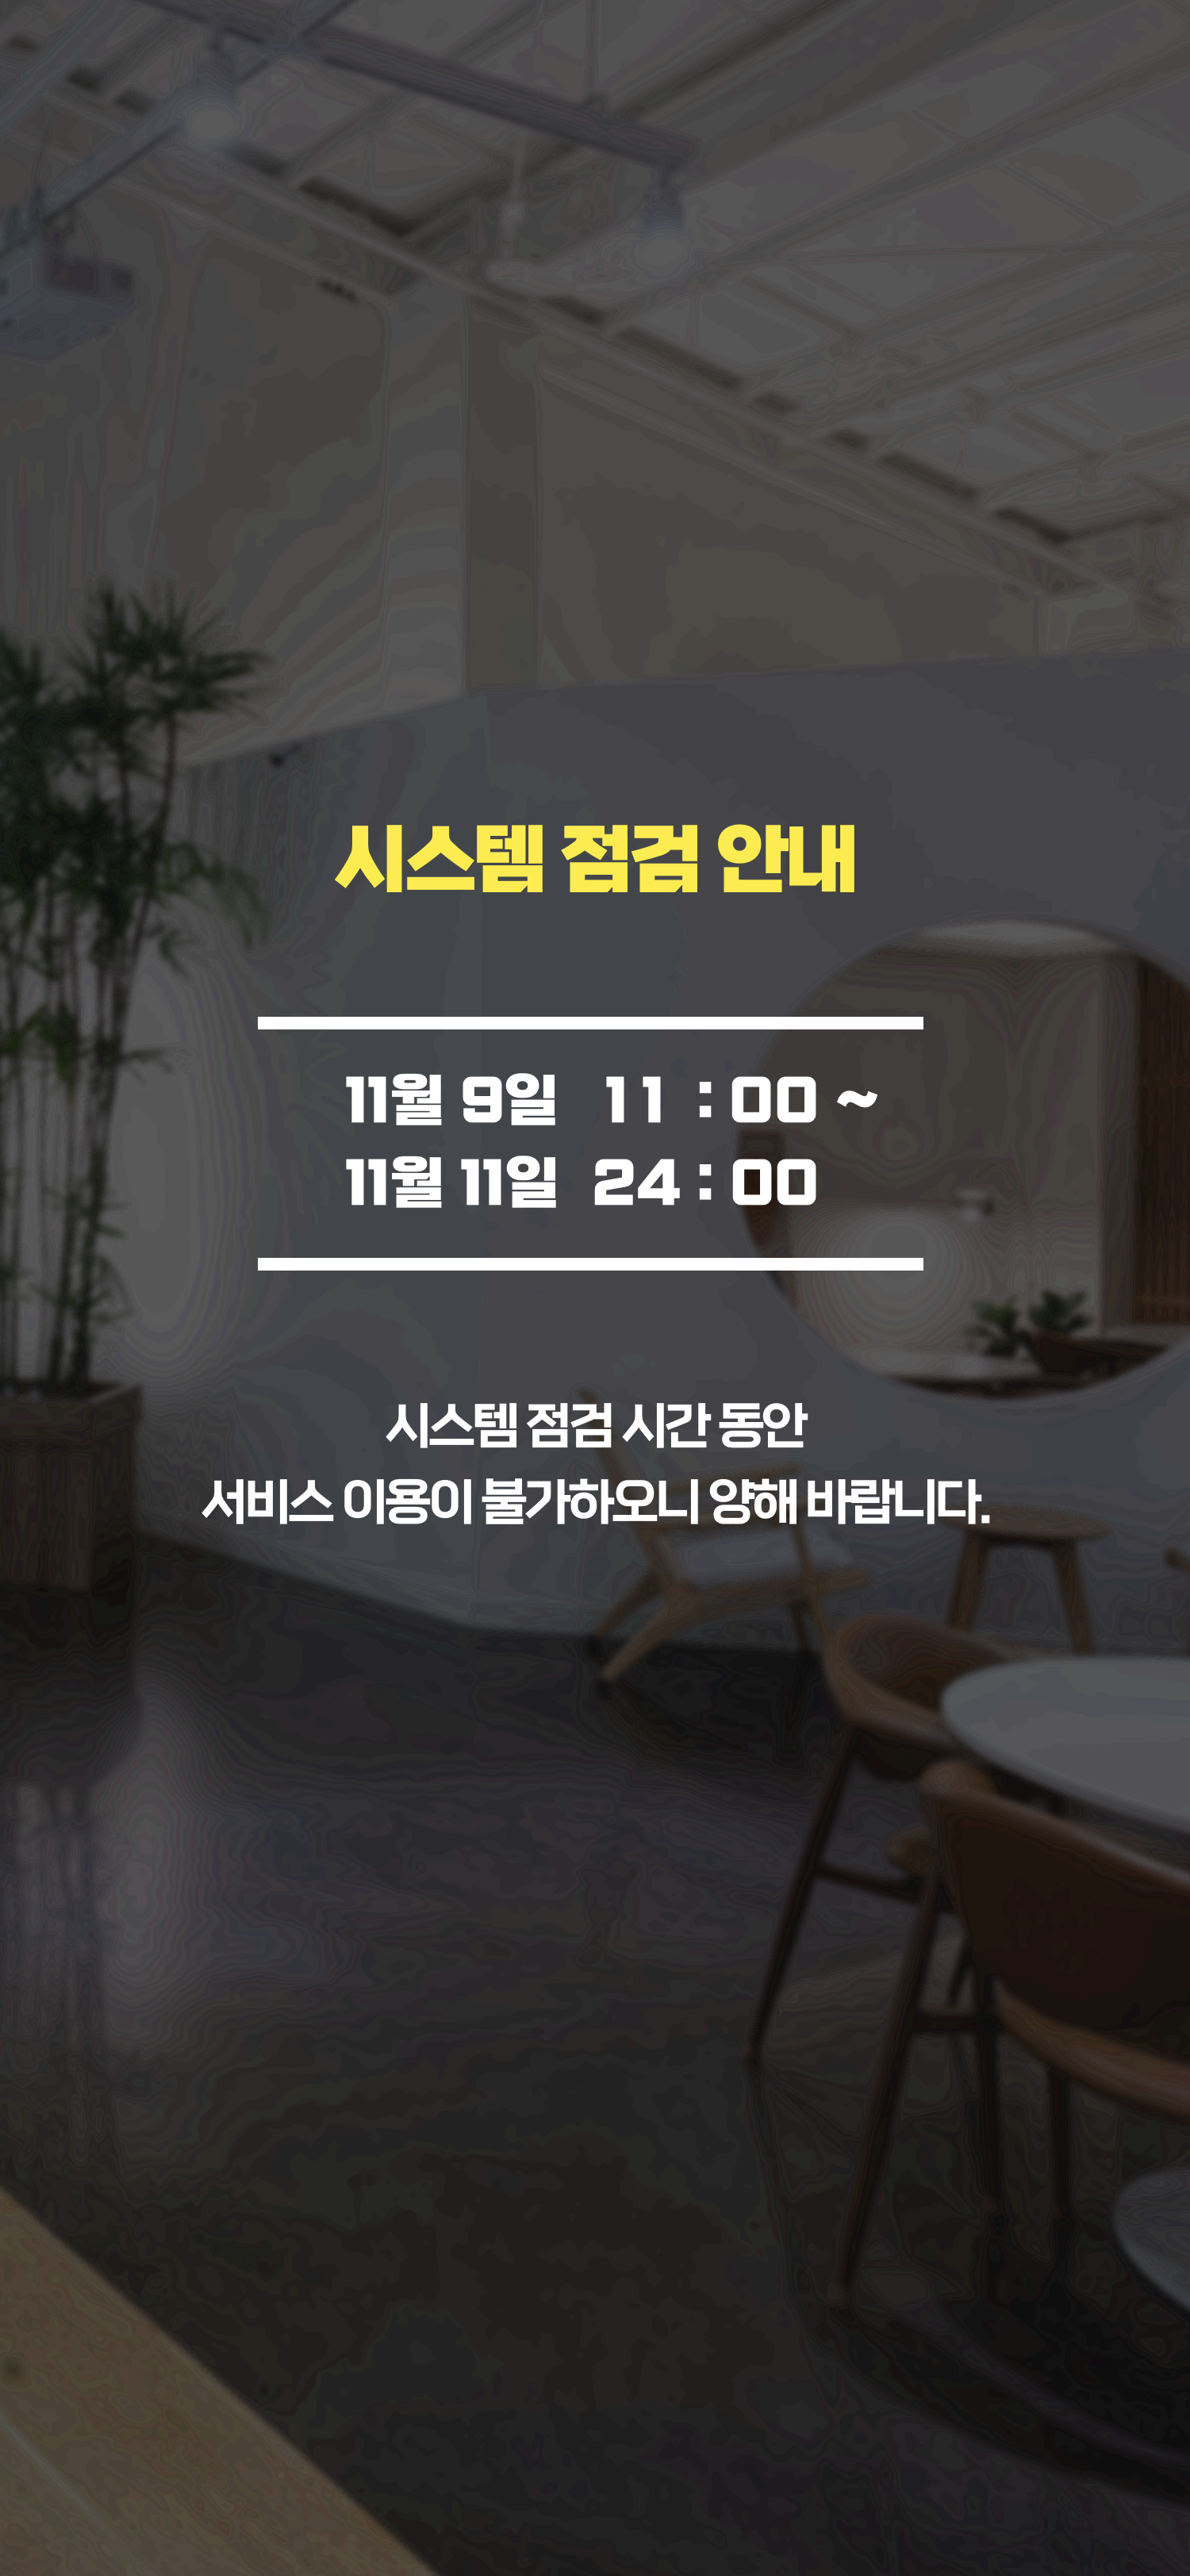 시스템 점검 안내
11월 9일 11 : 00 ~
11월 11일 24 : 00
시스템 점검 시간 동안
서비스 이용이 불가하오니 양해 바랍니다.